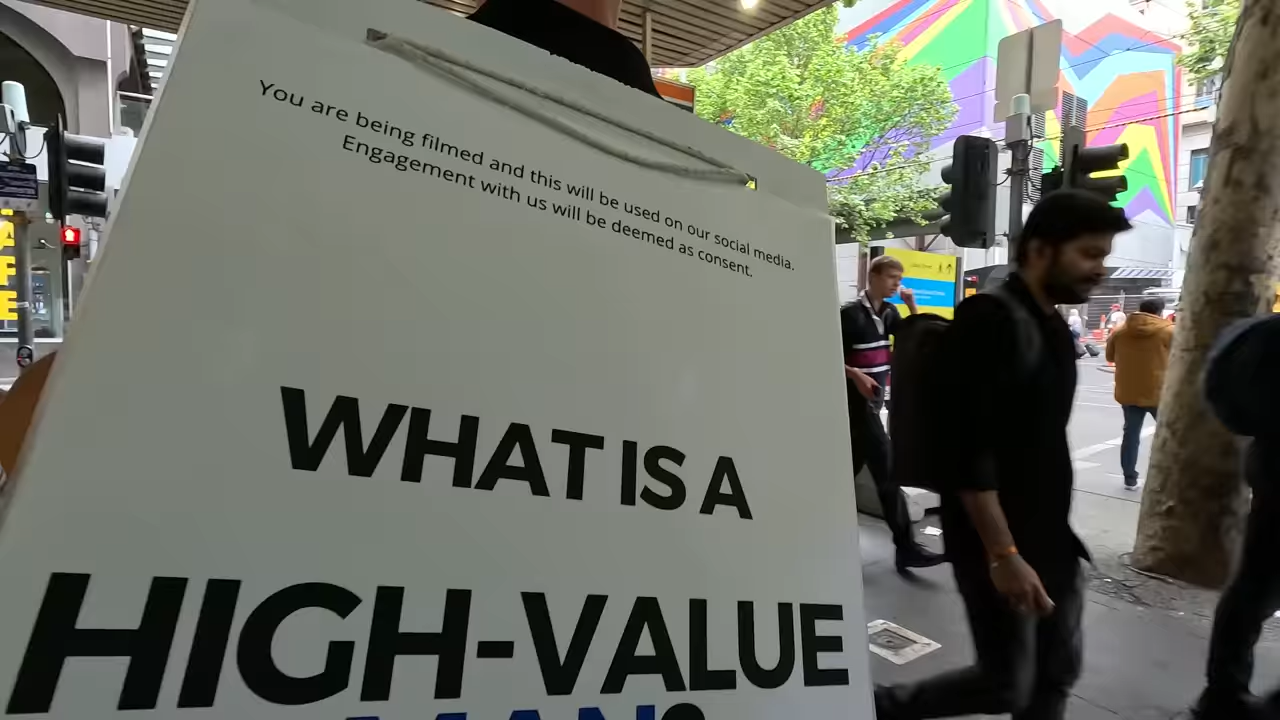 You are being filmed and this will be used on our social media.
Engagement with us will be deemed as consent.
WHAT IS A
HIGH-VALUE
MAN?